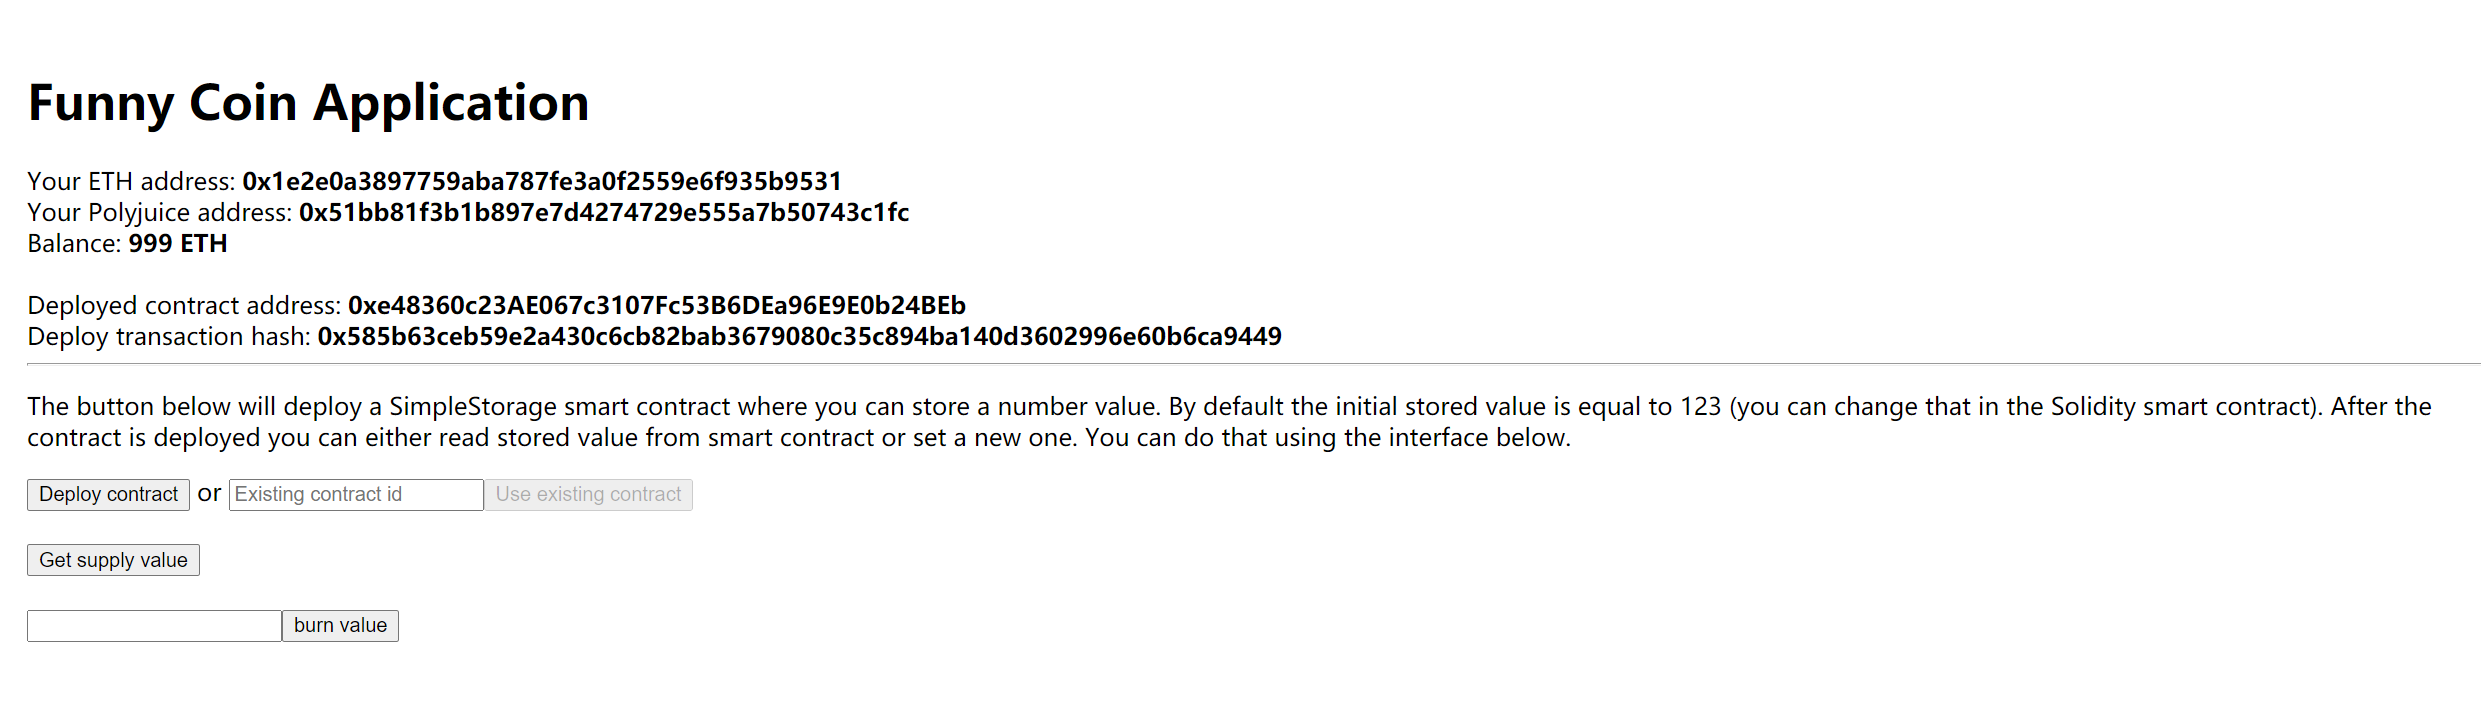 Funny Coin Application
Your ETH address: 0x1e2e0a3897759aba787fe3a0f2559e6f935b9531
Your Polyjuice address: 0x51bb81f3b1b897e7d4274729e555a7b50743c1fc
Balance: 999 ETH
Deployed contract address: 0xe48360c23AE067c3107Fc53B6DEa96E9E0b24BEb
Deploy transaction hash: 0x585b63ceb59e2a430c6cb82bab3679080c35c894ba140d3602996e60b6ca9449
The button below will deploy a SimpleStorage smart contract where you can store a number value. By default the initial stored value is equal to 123 (you can change that in the Solidity smart contract). After the
contract is deployed you can either read stored value from smart contract or set a new one. You can do that using the interface below.
Deploy contract or Existing contract id Use existing contract
Get supply value
burn value